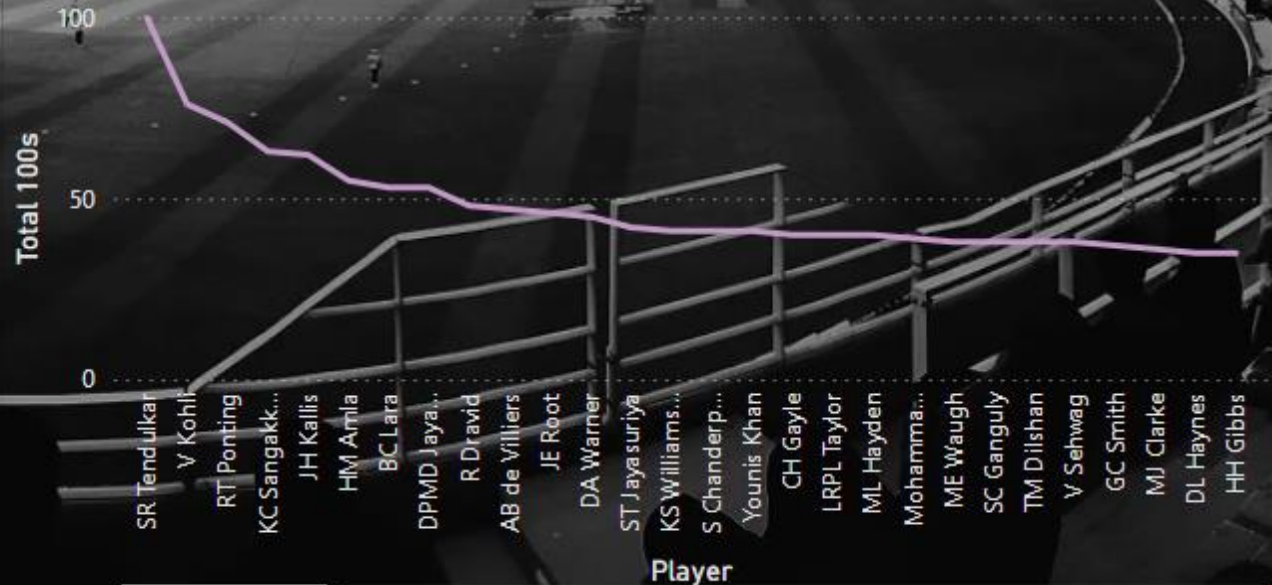 100
50
0
Total 100s
SR Tendulkar
V Kohli
RT Ponting
KC Sangakk...
JH Kallis
HM Amla
BC Lara
DPMD Jaya...
R Dravid
AB de Villiers
JE Root
DA Warner
ST Jayasuriya
KS Williams...
S Chanderp...
Younis Khan
CH Gayle
LRPL Taylor
ML Hayden
Mohamma...
ME Waugh
SC Ganguly
TM Dilshan
V Sehwag
GC Smith
MJ Clarke
DL Haynes
HH Gibbs
Player